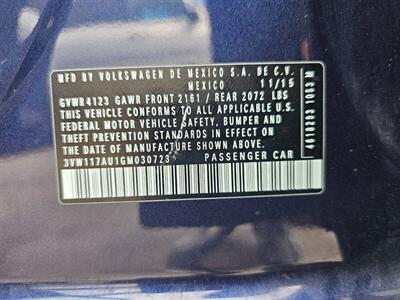 MFD.BY VOLKSWAGEN DE MEXICO S.A. DE C.V.
MEXICO 11/15
GVWR 4123 GAWR FRONT 2161 / REAR 2072 LBS
THIS VEHICLE CONFORMS TO ALL APPLICABLE U.S.
FEDERAL MOTOR VEHICLE SAFETY, BUMPER AND
THEFT PREVENTION STANDARDS IN EFFECT ON
THE DATE OF MANUFACTURE SHOWN ABOVE.
3VW117AU1GM030723 PASSENGER CAR